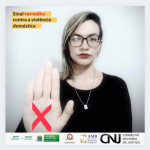 Sinal vermelho
contra a violência
doméstica
AMB
CNJ
CONSELHO
NACIONAL
DE JUSTIÇA